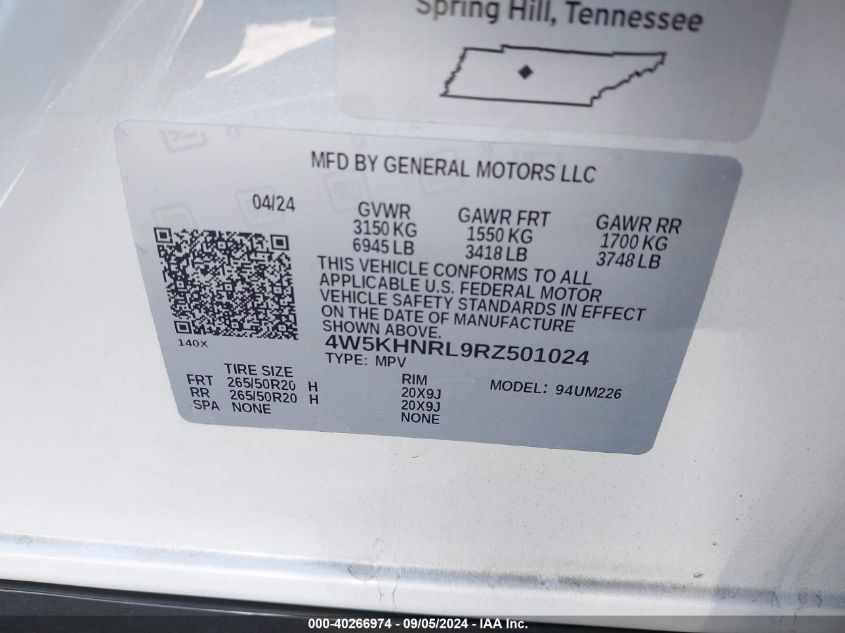 Spring Hill, Tennessee
MFD BY GENERAL MOTORS LLC
04/24
GVWR
3150 KG
6945 LB
GAWR FRT
1550 KG
3418 LB
GAWR RR
1700 KG
3748 LB
THIS VEHICLE CONFORMS TO ALL
APPLICABLE U.S. FEDERAL MOTOR
VEHICLE SAFETY STANDARDS IN EFFECT
ON THE DATE OF MANUFACTURE
SHOWN ABOVE.
140X
4W5KHNRL9RZ501024
TYPE: MPV
TIRE SIZE RIM MODEL: 94UM226
FRT 265/50R20 H 20X9J
RR 265/50R20 H 20X9J
SPA NONE NONE
000-40266974 - 09/05/2024 - IAA Inc.